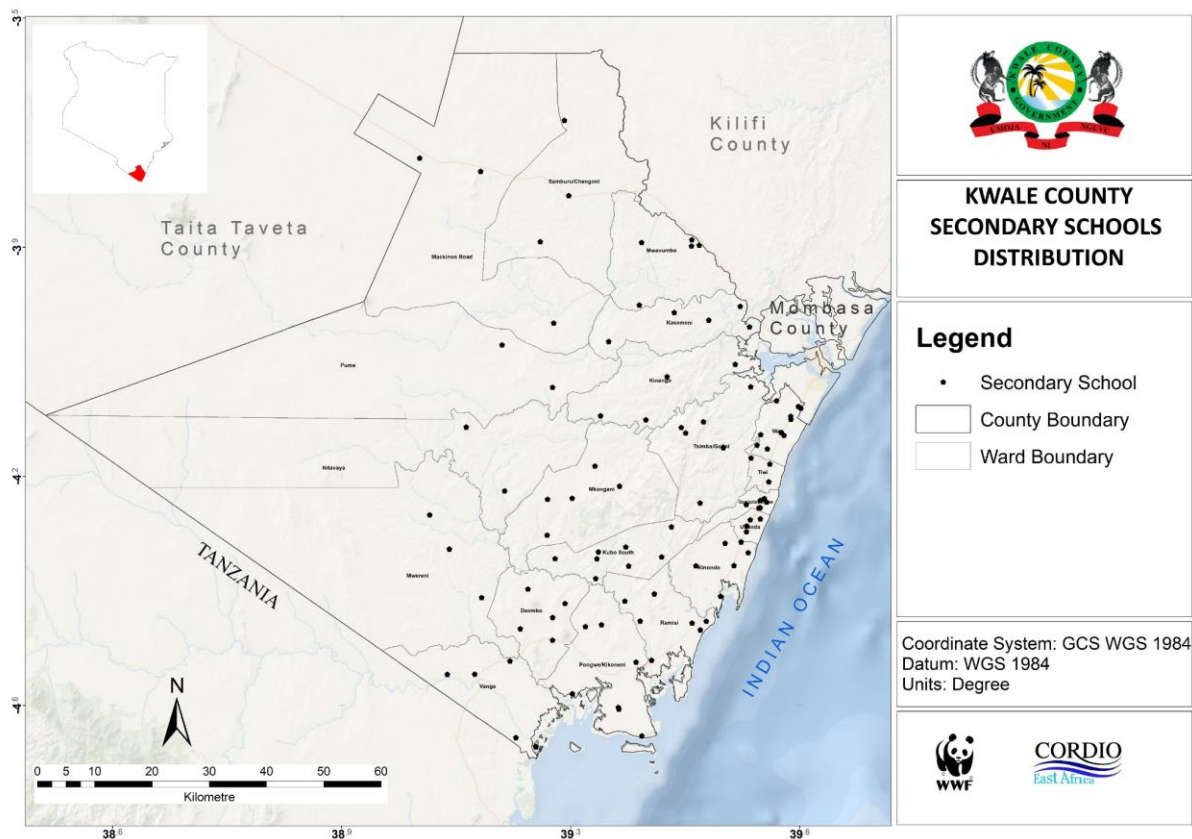 KWALE COUNTY
GOVERNMENT
UMOJA
NI
NGUVU
KWALE COUNTY
SECONDARY SCHOOLS
DISTRIBUTION
Legend
Secondary School
County Boundary
Ward Boundary
Coordinate System: GCS WGS 1984
Datum: WGS 1984
Units: Degree
WWF
CORDIO
East Africa
Kilifi
County
Taita Taveta
County
Mombasa
County
TANZANIA
INDIAN OCEAN
Samburu/Chengoni
Mackinon Road
Mwavumbo
Kasemeni
Puma
Kinango
Ndavaya
Tsimba/Golini
Tiwi
Mkongani
Kubo South
Kinondo
Mwereni
Dzombo
Ramisi
Pongwe/Kikoneni
Vanga
N
0 5 10 20 30 40 50 60
Kilometre
-3.5
-3.9
-4.2
-4.6
38.6
38.9
39.3
39.6